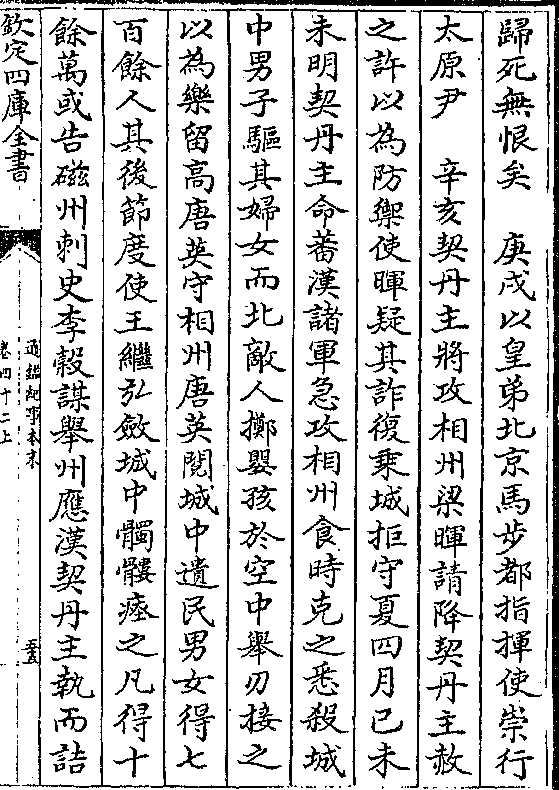 歸死無恨矣　庚戌以皇弟北京馬步都指揮使崇行
太原尹　辛亥契丹主將攻相州梁暉請降契丹主赦
之許以為防禦使暉疑其詐復乗城拒守夏四月己未
未明契丹主命蕃漢諸軍急攻相州食時克之悉殺城
中男子驅其婦女而北敵人擲嬰孩於空中舉刃接之
以為樂留高唐英守相州唐英閱城中遺民男女得七
百餘人其後節度使王繼弘斂城中髑髏瘞之凡得十
餘萬或告磁州刺史李穀謀舉州應漢契丹主執而詰
欽定四庫全書
通鑑紀事本末
卷四十二上
五五